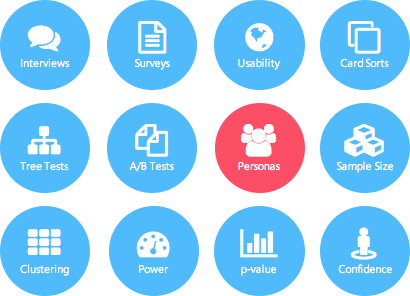 Interviews
Surveys
Usability
Card Sorts
Tree Tests
A/B Tests
Personas
Sample Size
Clustering
Power
p-value
Confidence